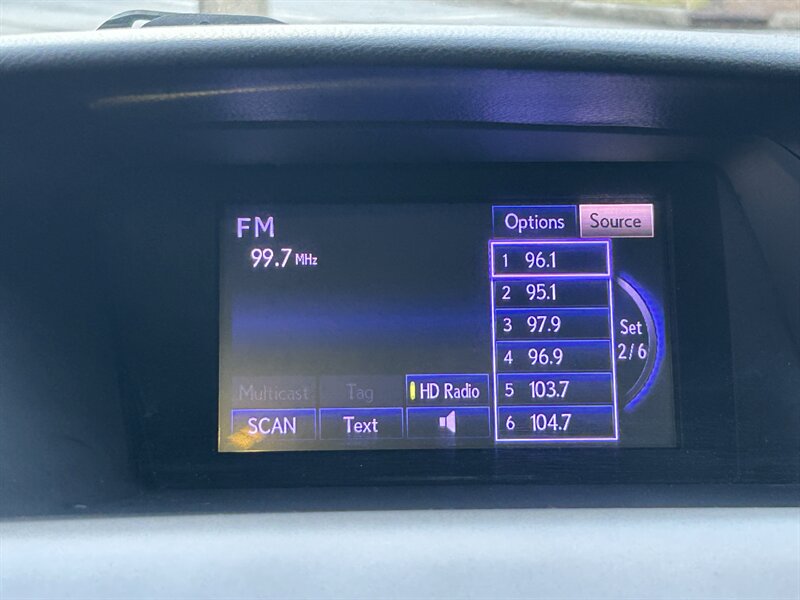 FM
99.7 MHz
Options
Source
1 96.1
2 95.1
3 97.9
4 96.9
5 103.7
6 104.7
Set
2/6
Multicast
Tag
HD Radio
SCAN
Text